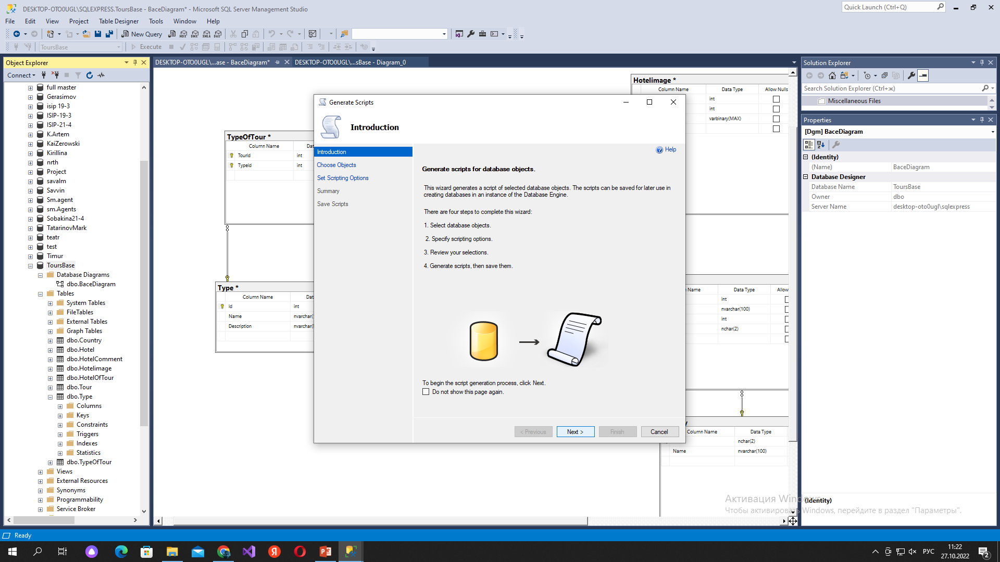 DESKTOP-OTO0UGL\SQLEXPRESS.ToursBase - BaceDiagram* - Microsoft SQL Server Management Studio
Quick Launch (Ctrl+Q)
File Edit View Project Table Designer Tools Window Help
New Query
MDX DMX XMLA DAX
ToursBase
Execute
Object Explorer
Connect
full master
Gerasimov
isip 19-3
ISIP-19-3
ISIP-21-4
K.Artem
KaiZerowski
Kirillina
nrth
Project
savalm
Savvin
Sm.agent
sm.Agents
Sobakina21-4
TatarinovMark
teatr
test
Timur
ToursBase
Database Diagrams
dbo.BaceDiagram
Tables
System Tables
FileTables
External Tables
Graph Tables
dbo.Country
dbo.Hotel
dbo.HotelComment
dbo.Hotelimage
dbo.HotelOfTour
dbo.Tour
dbo.Type
Columns
Keys
Constraints
Triggers
Indexes
Statistics
dbo.TypeOfTour
Views
External Resources
Synonyms
Programmability
Service Broker
DESKTOP-OTO0UGL\...ase - BaceDiagram*
DESKTOP-OTO0UGL\...sBase - Diagram_0
TypeOfTour *
Column Name Dat
TourId int
TypeId int
Type *
Column Name Dat
Id int
Name nvarchar(
Description nvarchar(
Hotelimage *
Column Name Data Type Allow Nulls
int
int
varbinary(MAX)
Name Data Type Allow
int
nvarchar(100)
int
nchar(2)
y
Column Name Data Type
nchar(2)
Name nvarchar(100)
Generate Scripts
Introduction
Introduction
Choose Objects
Set Scripting Options
Summary
Save Scripts
Help
Generate scripts for database objects.
This wizard generates a script of selected database objects. The scripts can be saved for later use in
creating databases in an instance of the Database Engine.
There are four steps to complete this wizard:
1. Select database objects.
2. Specify scripting options.
3. Review your selections.
4. Generate scripts, then save them.
To begin the script generation process, click Next.
Do not show this page again.
< Previous Next > Finish Cancel
Solution Explorer
Search Solution Explorer (Ctrl+ж)
Miscellaneous Files
Properties
[Dgm] BaceDiagram
(Identity)
(Name) BaceDiagram
Database Designer
Database Name ToursBase
Owner dbo
Server Name desktop-oto0ugl\sqlexpress
(Identity)
Активация Windows
Чтобы активировать Windows, перейдите в раздел "Параметры".
Ready
РУС
11:22
27.10.2022
2